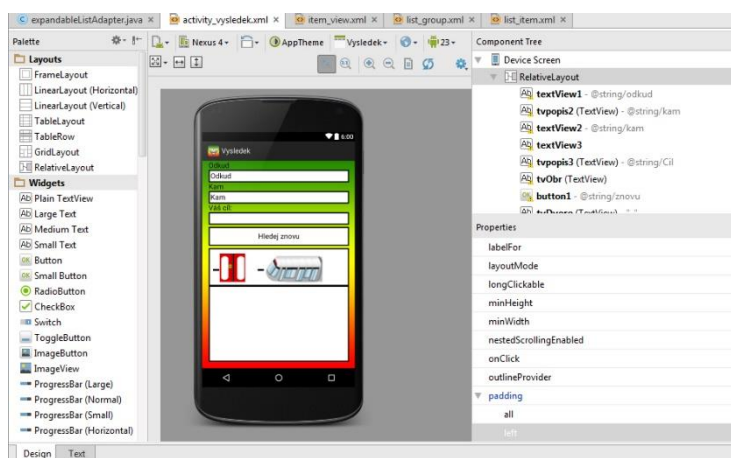 expandableListAdapter.java × activity_vysledek.xml × item_view.xml × list_group.xml × list_item.xml ×
Palette
Nexus 4 AppTheme Vysledek 23
Component Tree
Layouts
FrameLayout
LinearLayout (Horizontal)
LinearLayout (Vertical)
TableLayout
TableRow
GridLayout
RelativeLayout
Widgets
Plain TextView
Large Text
Medium Text
Small Text
Button
Small Button
RadioButton
CheckBox
Switch
ToggleButton
ImageButton
ImageView
ProgressBar (Large)
ProgressBar (Normal)
ProgressBar (Small)
ProgressBar (Horizontal)
Design Text
6:00
Vysledek
Odkud
Odkud
Kam
Kam
Váš cíl:
Hledej znovu
Device Screen
RelativeLayout
textView1 - @string/odkud
tvpopis2 (TextView) - @string/kam
textView2 - @string/kam
textView3
tvpopis3 (TextView) - @string/Cil
tvObr (TextView)
button1 - @string/znovu
Properties
labelFor
layoutMode
longClickable
minHeight
minWidth
nestedScrollingEnabled
onClick
outlineProvider
padding
all
left